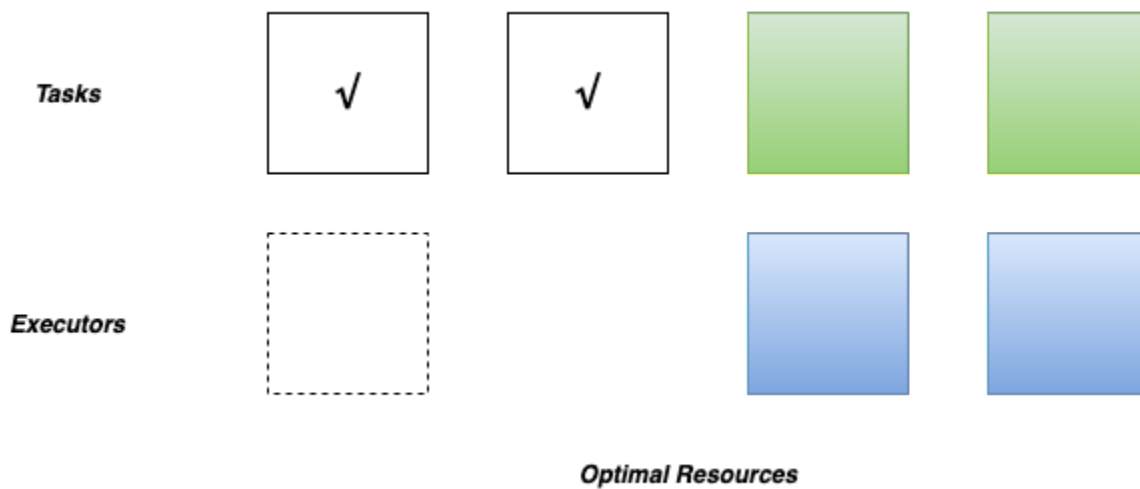 Tasks
√
√
Executors
Optimal Resources